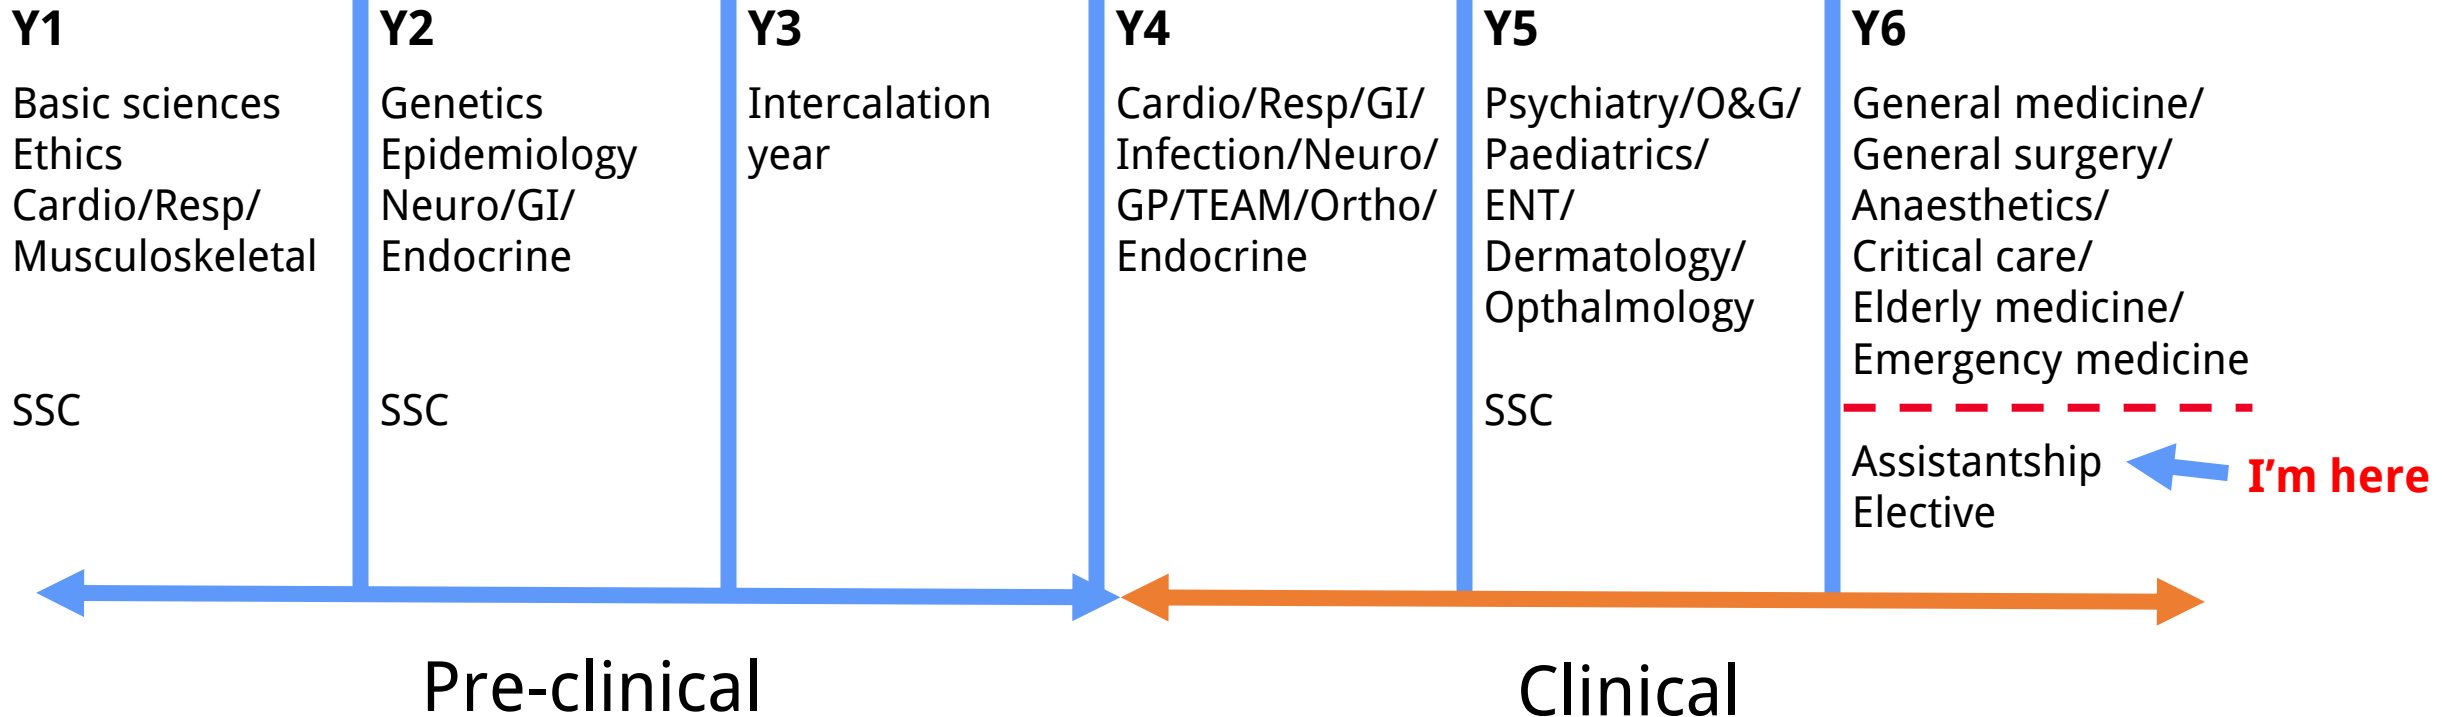 Y1
Basic sciences
Ethics
Cardio/Resp/
Musculoskeletal
SSC
Y2
Genetics
Epidemiology
Neuro/GI/
Endocrine
SSC
Y3
Intercalation
year
Y4
Cardio/Resp/GI/
Infection/Neuro/
GP/TEAM/Ortho/
Endocrine
Y5
Psychiatry/O&G/
Paediatrics/
ENT/
Dermatology/
Opthalmology
SSC
Y6
General medicine/
General surgery/
Anaesthetics/
Critical care/
Elderly medicine/
Emergency medicine
Assistantship
Elective
I’m here
Pre-clinical
Clinical